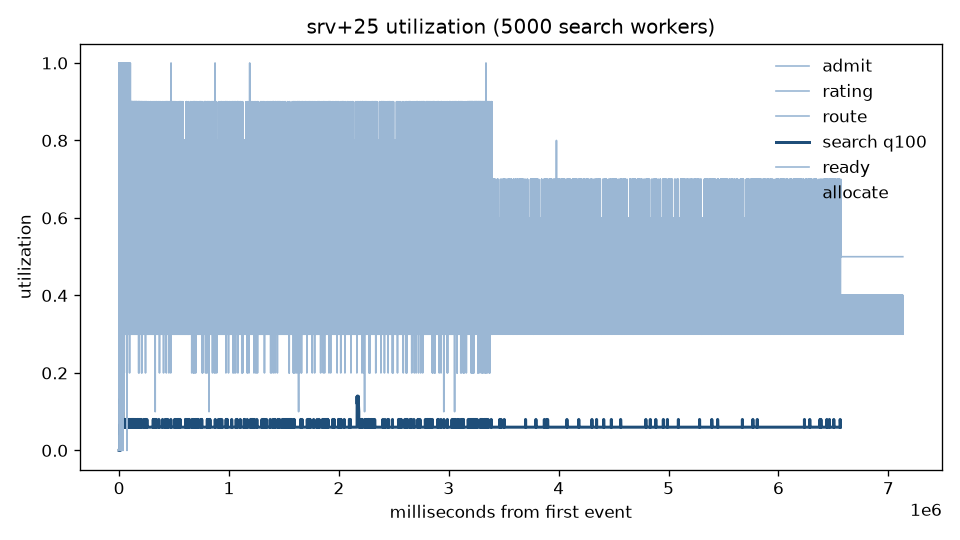 srv+25 utilization (5000 search workers)
admit
rating
route
search q100
ready
allocate
utilization
1.0
0.8
0.6
0.4
0.2
0.0
0
1
2
3
4
5
6
7
1e6
milliseconds from first event